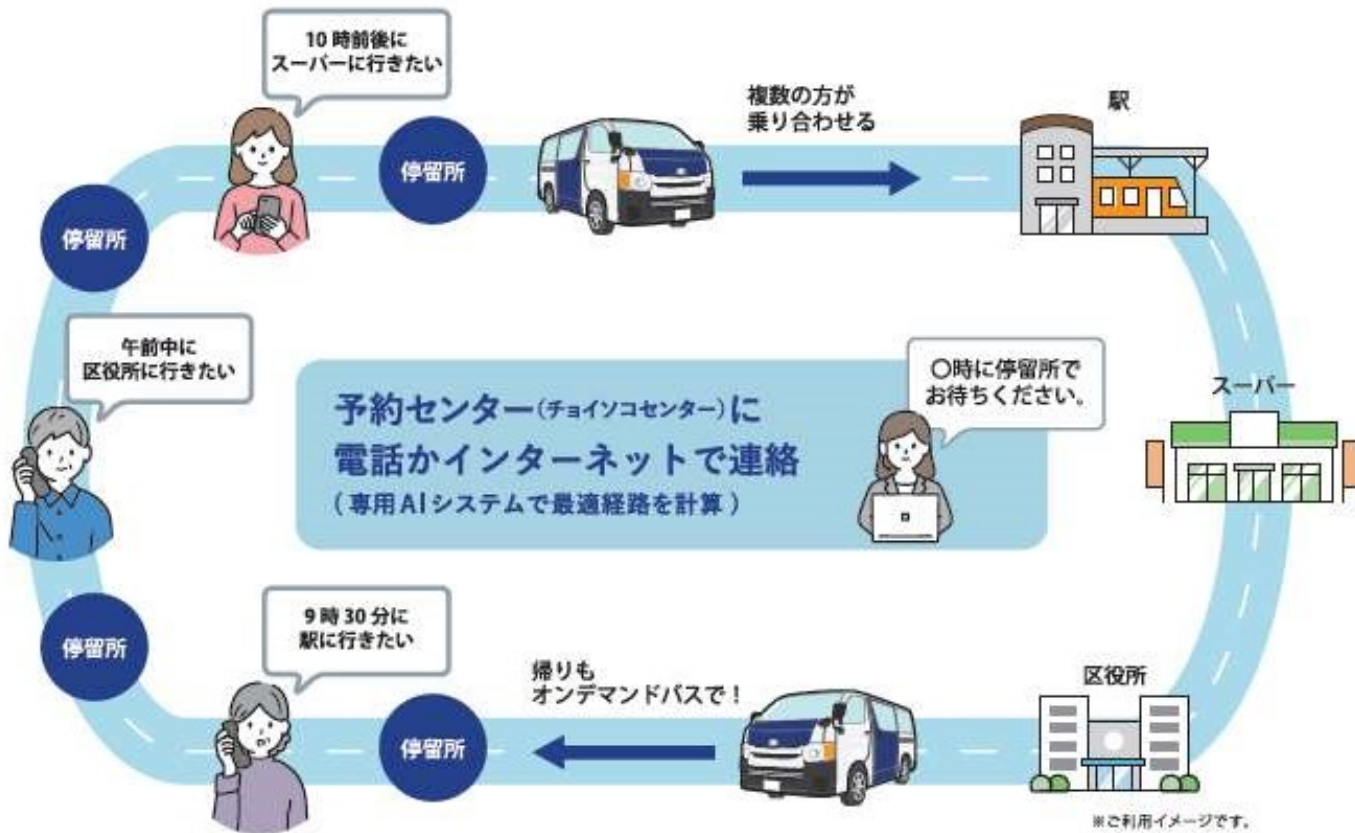 10時前後に
スーパーに行きたい
停留所
複数の方が
乗り合わせる
駅
停留所
午前中に
区役所に行きたい
予約センター（チョイソコセンター）に
電話かインターネットで連絡
（専用AIシステムで最適経路を計算）
〇時に停留所で
お待ちください。
スーパー
停留所
9時30分に
駅に行きたい
停留所
帰りも
オンデマンドバスで！
区役所
※ご利用イメージです。